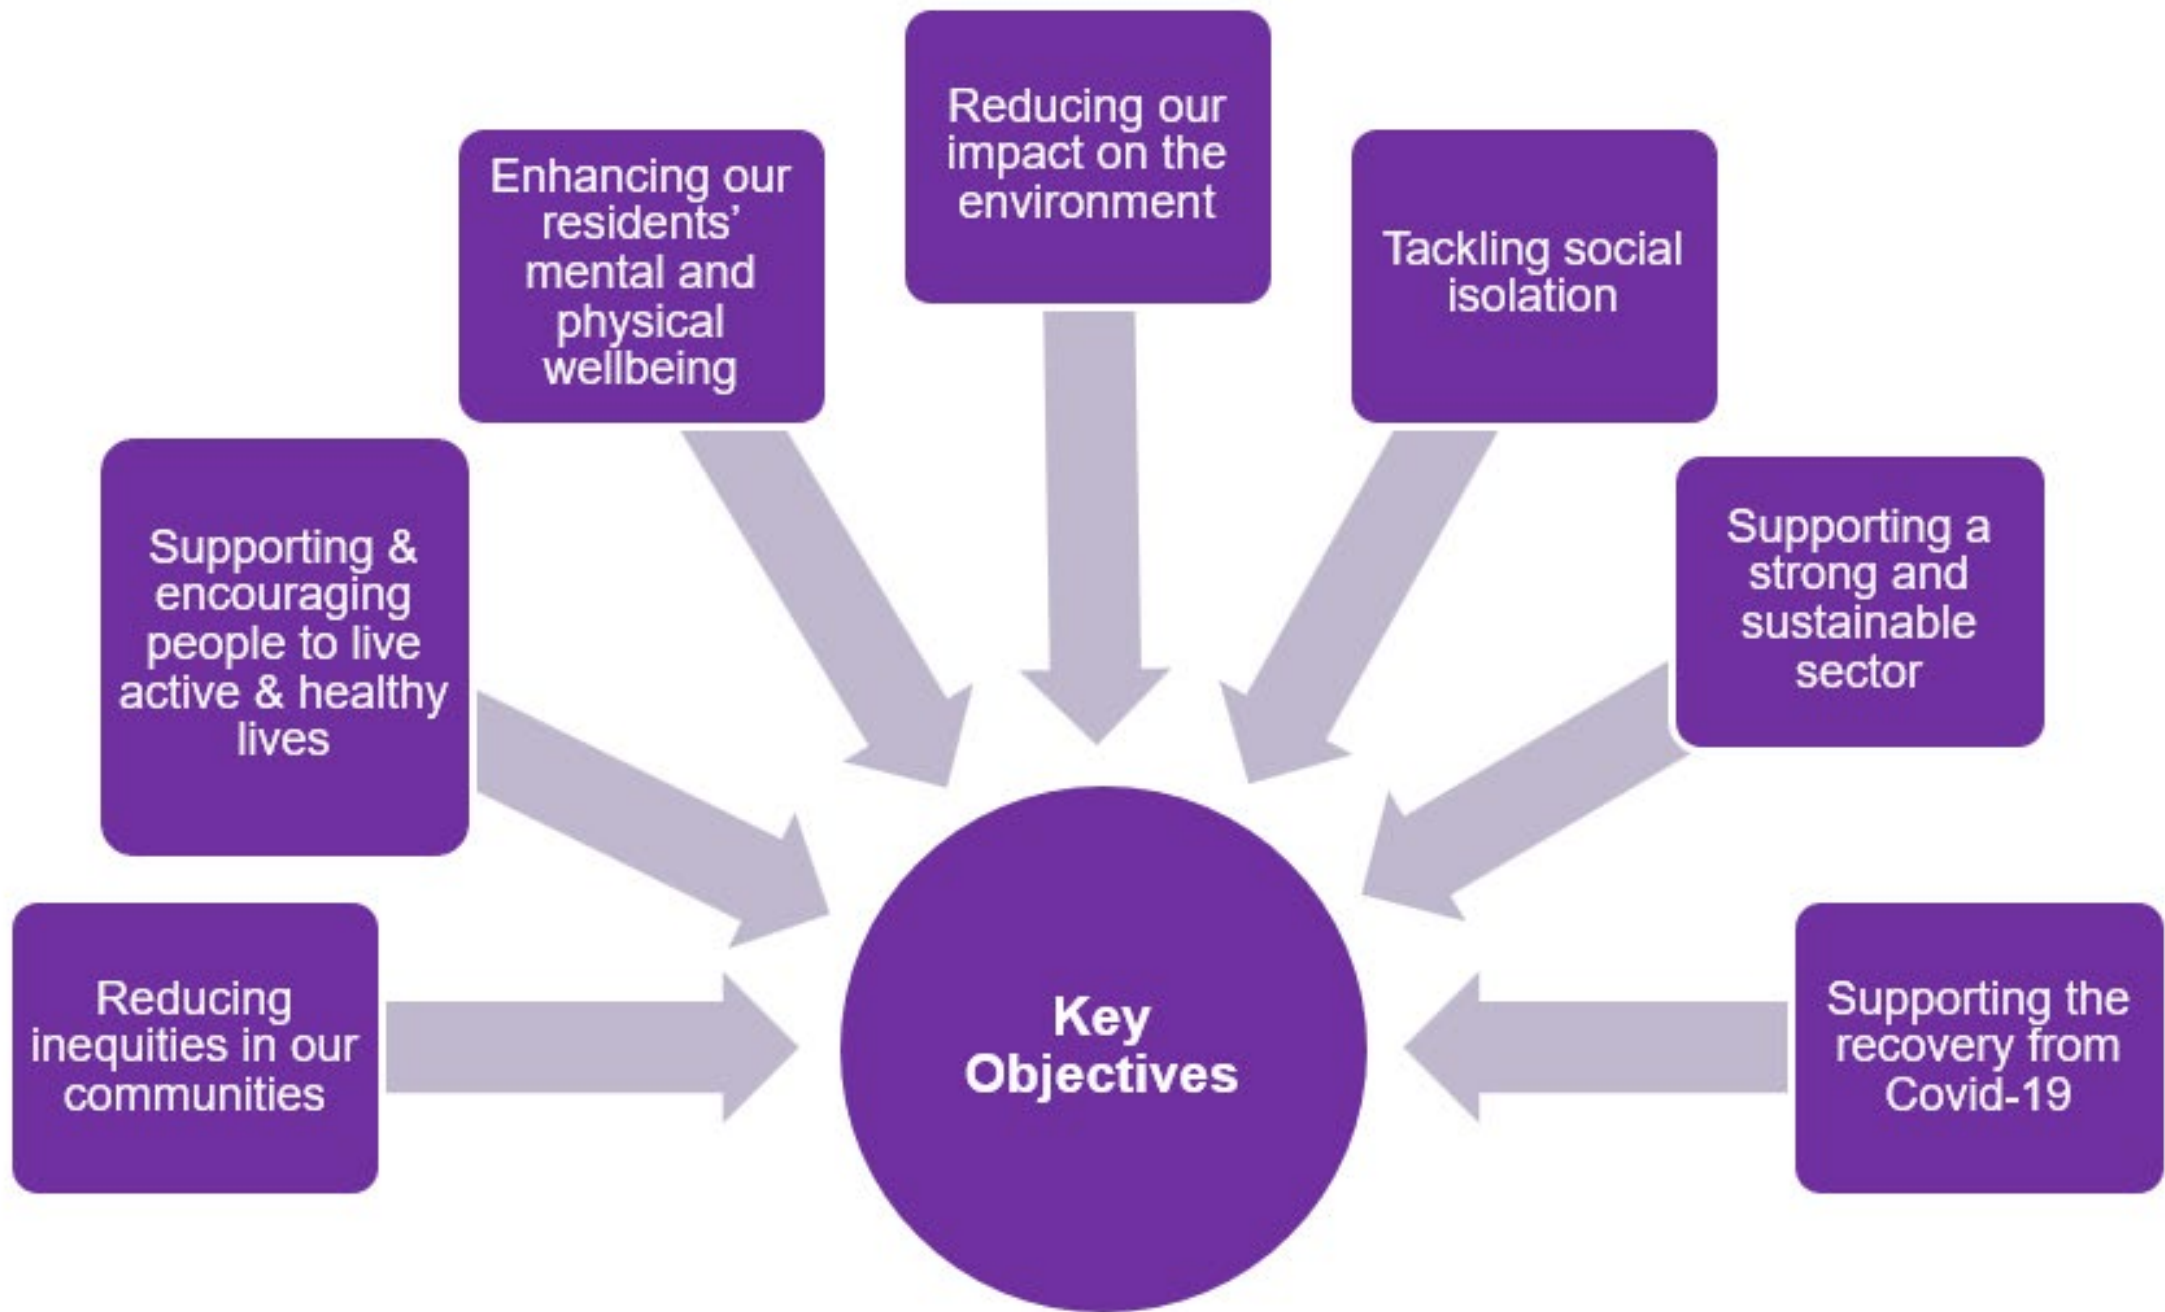 Reducing our
impact on the
environment
Enhancing our
residents’
mental and
physical
wellbeing
Tackling social
isolation
Supporting &
encouraging
people to live
active & healthy
lives
Supporting a
strong and
sustainable
sector
Reducing
inequities in our
communities
Key
Objectives
Supporting the
recovery from
Covid-19